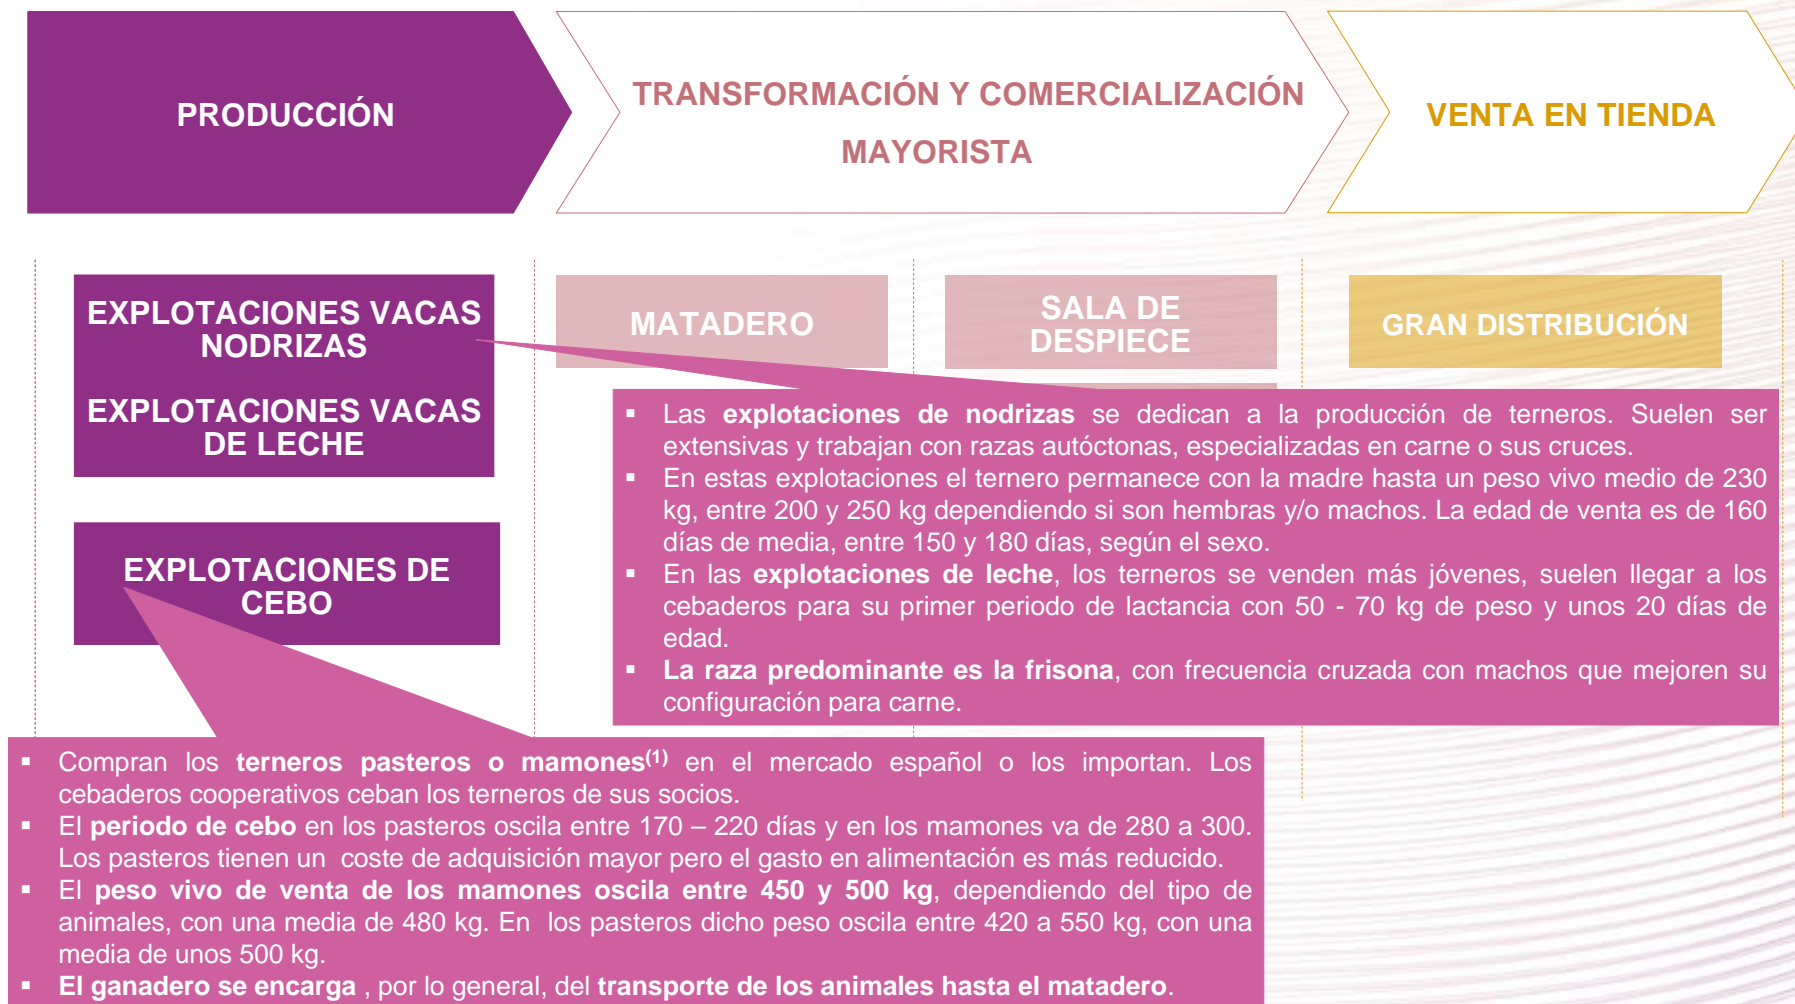 PRODUCCIÓN
TRANSFORMACIÓN Y COMERCIALIZACIÓN
MAYORISTA
VENTA EN TIENDA
EXPLOTACIONES VACAS
NODRIZAS
EXPLOTACIONES VACAS
DE LECHE
MATADERO
SALA DE
DESPIECE
GRAN DISTRIBUCIÓN
EXPLOTACIONES DE
CEBO
▪ Las explotaciones de nodrizas se dedican a la producción de terneros. Suelen ser
extensivas y trabajan con razas autóctonas, especializadas en carne o sus cruces.
▪ En estas explotaciones el ternero permanece con la madre hasta un peso vivo medio de 230
kg, entre 200 y 250 kg dependiendo si son hembras y/o machos. La edad de venta es de 160
días de media, entre 150 y 180 días, según el sexo.
▪ En las explotaciones de leche, los terneros se venden más jóvenes, suelen llegar a los
cebaderos para su primer periodo de lactancia con 50 - 70 kg de peso y unos 20 días de
edad.
▪ La raza predominante es la frisona, con frecuencia cruzada con machos que mejoren su
configuración para carne.
▪ Compran los terneros pasteros o mamones(1) en el mercado español o los importan. Los
cebaderos cooperativos ceban los terneros de sus socios.
▪ El periodo de cebo en los pasteros oscila entre 170 – 220 días y en los mamones va de 280 a 300.
Los pasteros tienen un coste de adquisición mayor pero el gasto en alimentación es más reducido.
▪ El peso vivo de venta de los mamones oscila entre 450 y 500 kg, dependiendo del tipo de
animales, con una media de 480 kg. En los pasteros dicho peso oscila entre 420 a 550 kg, con una
media de unos 500 kg.
▪ El ganadero se encarga , por lo general, del transporte de los animales hasta el matadero.